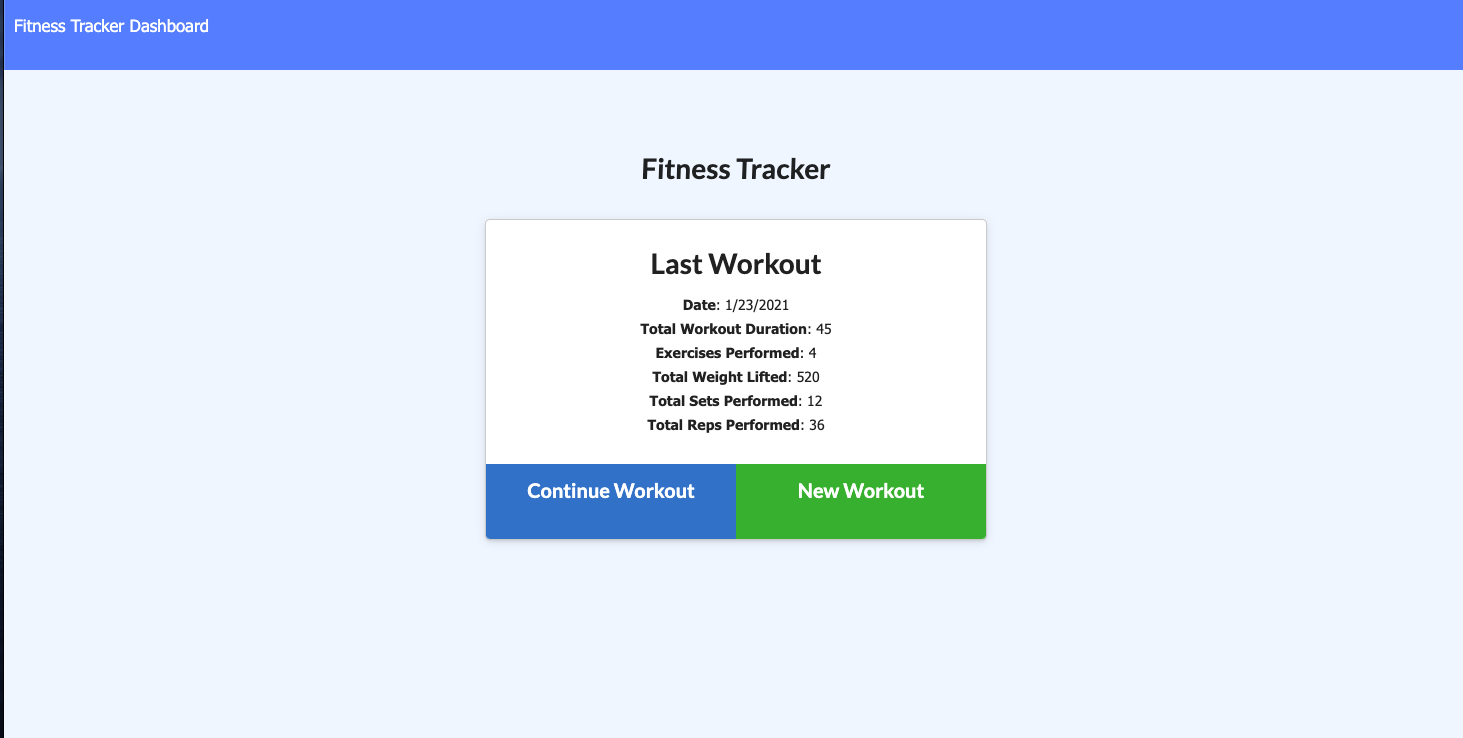 Fitness Tracker Dashboard
Fitness Tracker
Last Workout
Date: 1/23/2021
Total Workout Duration: 45
Exercises Performed: 4
Total Weight Lifted: 520
Total Sets Performed: 12
Total Reps Performed: 36
Continue Workout
New Workout